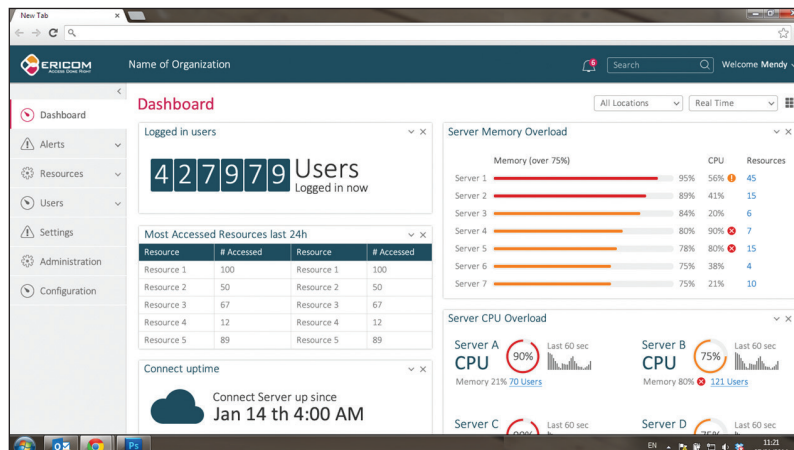 New Tab
ERICOM
ACCESS DONE RIGHT
Name of Organization
6
Search
Welcome Mendy
Dashboard
Alerts
Resources
Users
Settings
Administration
Configuration
Dashboard
All Locations
Real Time
Logged in users
427979 Users
Logged in now
Most Accessed Resources last 24h
Resource # Accessed Resource # Accessed
Resource 1 100 Resource 1 100
Resource 2 50 Resource 2 50
Resource 3 67 Resource 3 67
Resource 4 12 Resource 4 12
Resource 5 89 Resource 5 89
Connect uptime
Connect Server up since
Jan 14 th 4:00 AM
Server Memory Overload
Memory (over 75%) CPU Resources
Server 1 95% 56% 45
Server 2 89% 41% 15
Server 3 84% 20% 6
Server 4 80% 90% 7
Server 5 78% 80% 15
Server 6 75% 38% 4
Server 7 75% 21% 10
Server CPU Overload
Server A
CPU
90%
Last 60 sec
Memory 21% 70 Users
Server B
CPU
75%
Last 60 sec
Memory 80% 121 Users
Server C
90%
Last 60 sec
Server D
75%
Last 60 sec
Ps
EN
11:21